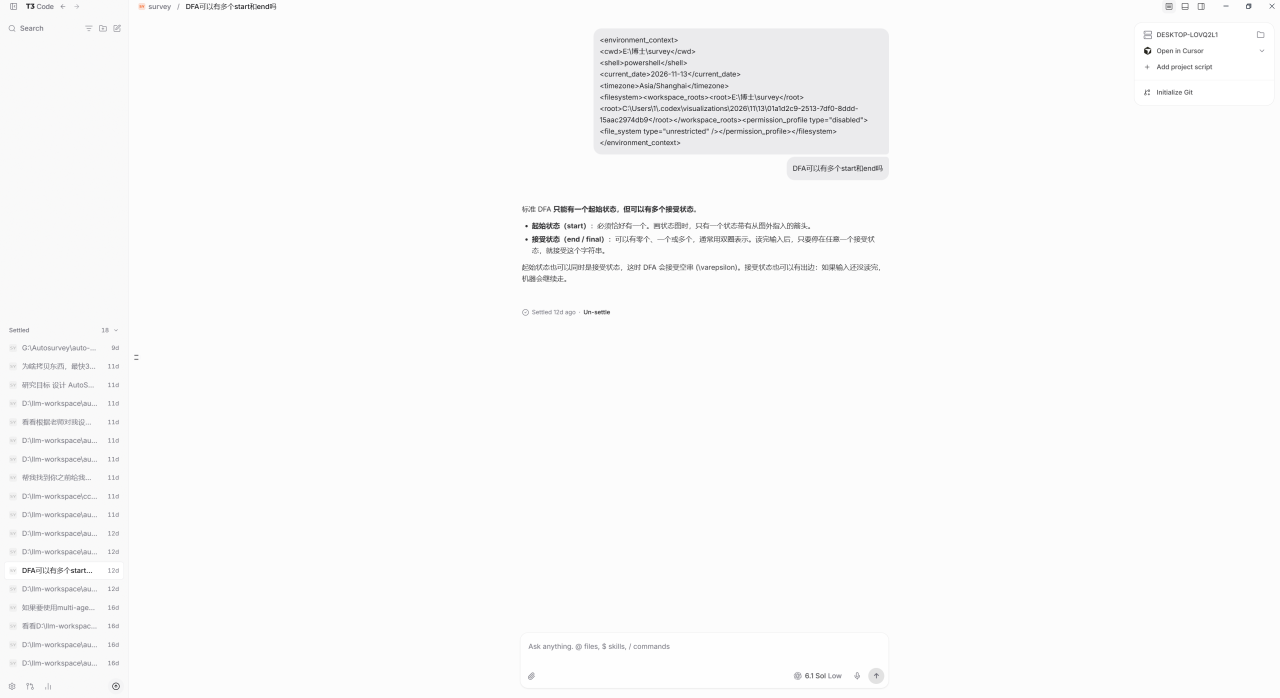 T3 Code
Search
survey / DFA可以有多个start和end吗
DESKTOP-LOVQ2L1
Open in Cursor
Add project script
Initialize Git
<environment_context>
<cwd>E:\博士\survey</cwd>
<shell>powershell</shell>
<current_date>2026-11-13</current_date>
<timezone>Asia/Shanghai</timezone>
<filesystem><workspace_roots><root>E:\博士\survey</root>
<root>C:\Users\1\.codex\visualizations\2026\11\13\01a1d2c9-2513-7df0-8ddd-
15aac2974db9</root></workspace_roots><permission_profile type="disabled">
<file_system type="unrestricted" /></permission_profile></filesystem>
</environment_context>
DFA可以有多个start和end吗
标准 DFA 只能有一个起始状态，但可以有多个接受状态。
• 起始状态（start）：必须恰好有一个。画状态图时，只有一个状态带有从图外指入的箭头。
• 接受状态（end / final）：可以有零个、一个或多个，通常用双圈表示。读完输入后，只要停在任意一个接受状
态，就接受这个字符串。
起始状态也可以同时是接受状态，这时 DFA 会接受空串 (\varepsilon)。接受状态也可以有出边：如果输入还没读完，
机器会继续走。
Settled 12d ago · Un-settle
Settled 18
G:\Autosurvey\auto-... 9d
为啥拷贝东西，最快3... 11d
研究目标 设计 AutoS... 11d
D:\llm-workspace\au... 11d
看看根据老师对我设... 11d
D:\llm-workspace\au... 11d
D:\llm-workspace\au... 11d
帮我找到你之前给我... 11d
D:\llm-workspace\cc... 11d
D:\llm-workspace\au... 11d
D:\llm-workspace\au... 12d
D:\llm-workspace\au... 12d
DFA可以有多个start... 12d
D:\llm-workspace\au... 12d
如果要使用multi-age... 16d
看看D:\llm-workspac... 16d
D:\llm-workspace\au... 16d
D:\llm-workspace\au... 16d
Ask anything. @ files, $ skills, / commands
6.1 Sol Low